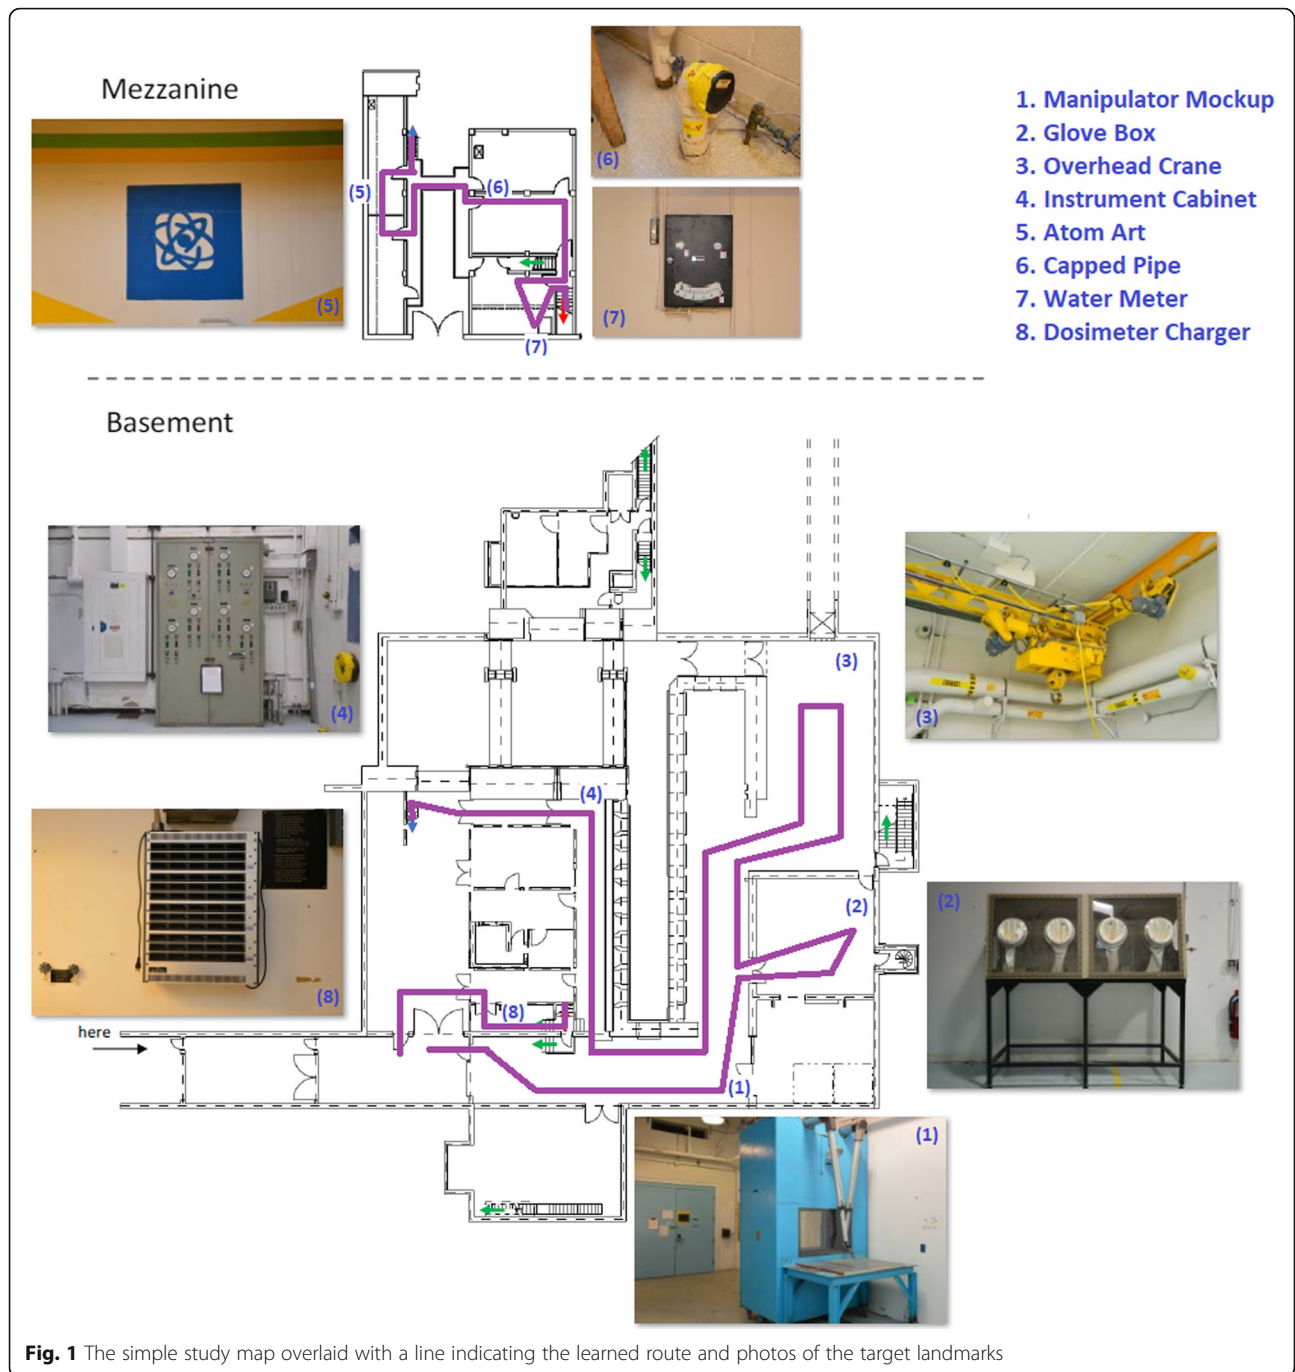 Mezzanine
1. Manipulator Mockup
2. Glove Box
3. Overhead Crane
4. Instrument Cabinet
5. Atom Art
6. Capped Pipe
7. Water Meter
8. Dosimeter Charger
(5)
(5)
(6)
(6)
(7)
(7)
Basement
(4)
(3)
(3)
(4)
(8)
(8)
(2)
(2)
here
(1)
(1)
Fig. 1 The simple study map overlaid with a line indicating the learned route and photos of the target landmarks